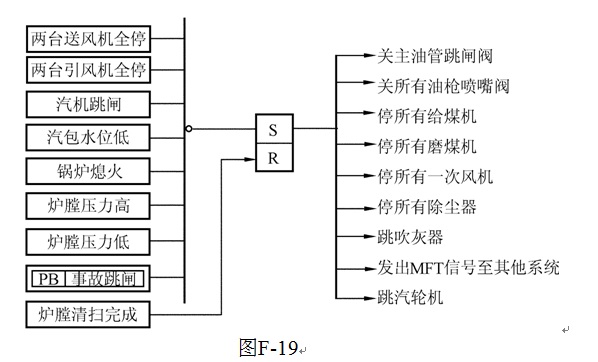 两台送风机全停
两台引风机全停
汽机跳闸
汽包水位低
锅炉熄火
炉膛压力高
炉膛压力低
PB 事故跳闸
炉膛清扫完成
S
R
关主油管跳闸阀
关所有油枪喷嘴阀
停所有给煤机
停所有磨煤机
停所有一次风机
停所有除尘器
跳吹灰器
发出MFT信号至其他系统
跳汽轮机
图F-19